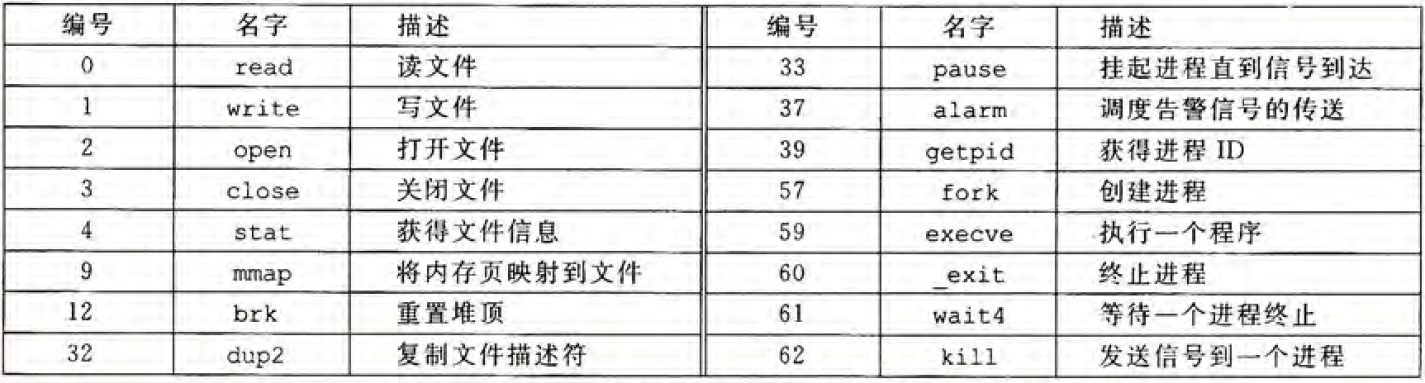 编号 名字 描述 编号 名字 描述
0 read 读文件 33 pause 挂起进程直到信号到达
1 write 写文件 37 alarm 调度告警信号的传送
2 open 打开文件 39 getpid 获得进程 ID
3 close 关闭文件 57 fork 创建进程
4 stat 获得文件信息 59 execve 执行一个程序
9 mmap 将内存页映射到文件 60 _exit 终止进程
12 brk 重置堆顶 61 wait4 等待一个进程终止
32 dup2 复制文件描述符 62 kill 发送信号到一个进程